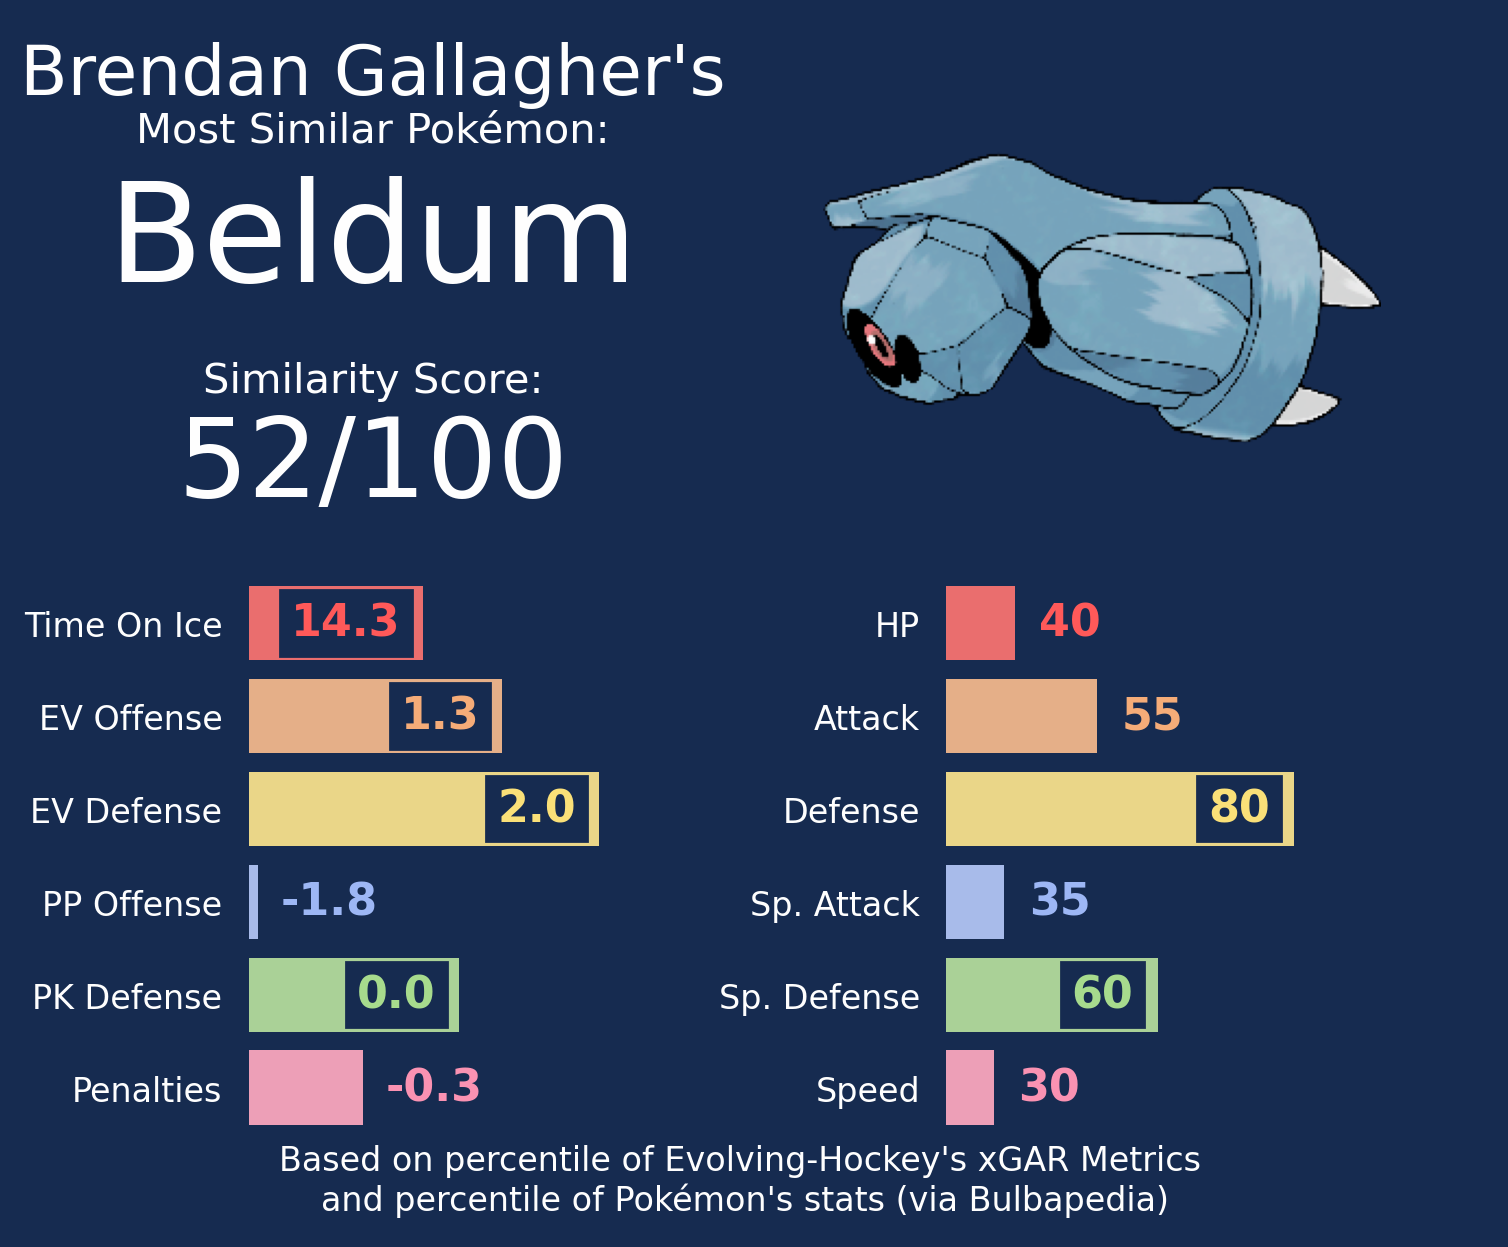 Brendan Gallagher's
Most Similar Pokémon:
Beldum
Similarity Score:
52/100
Time On Ice 14.3
EV Offense 1.3
EV Defense 2.0
PP Offense -1.8
PK Defense 0.0
Penalties -0.3
HP 40
Attack 55
Defense 80
Sp. Attack 35
Sp. Defense 60
Speed 30
Based on percentile of Evolving-Hockey's xGAR Metrics
and percentile of Pokémon's stats (via Bulbapedia)